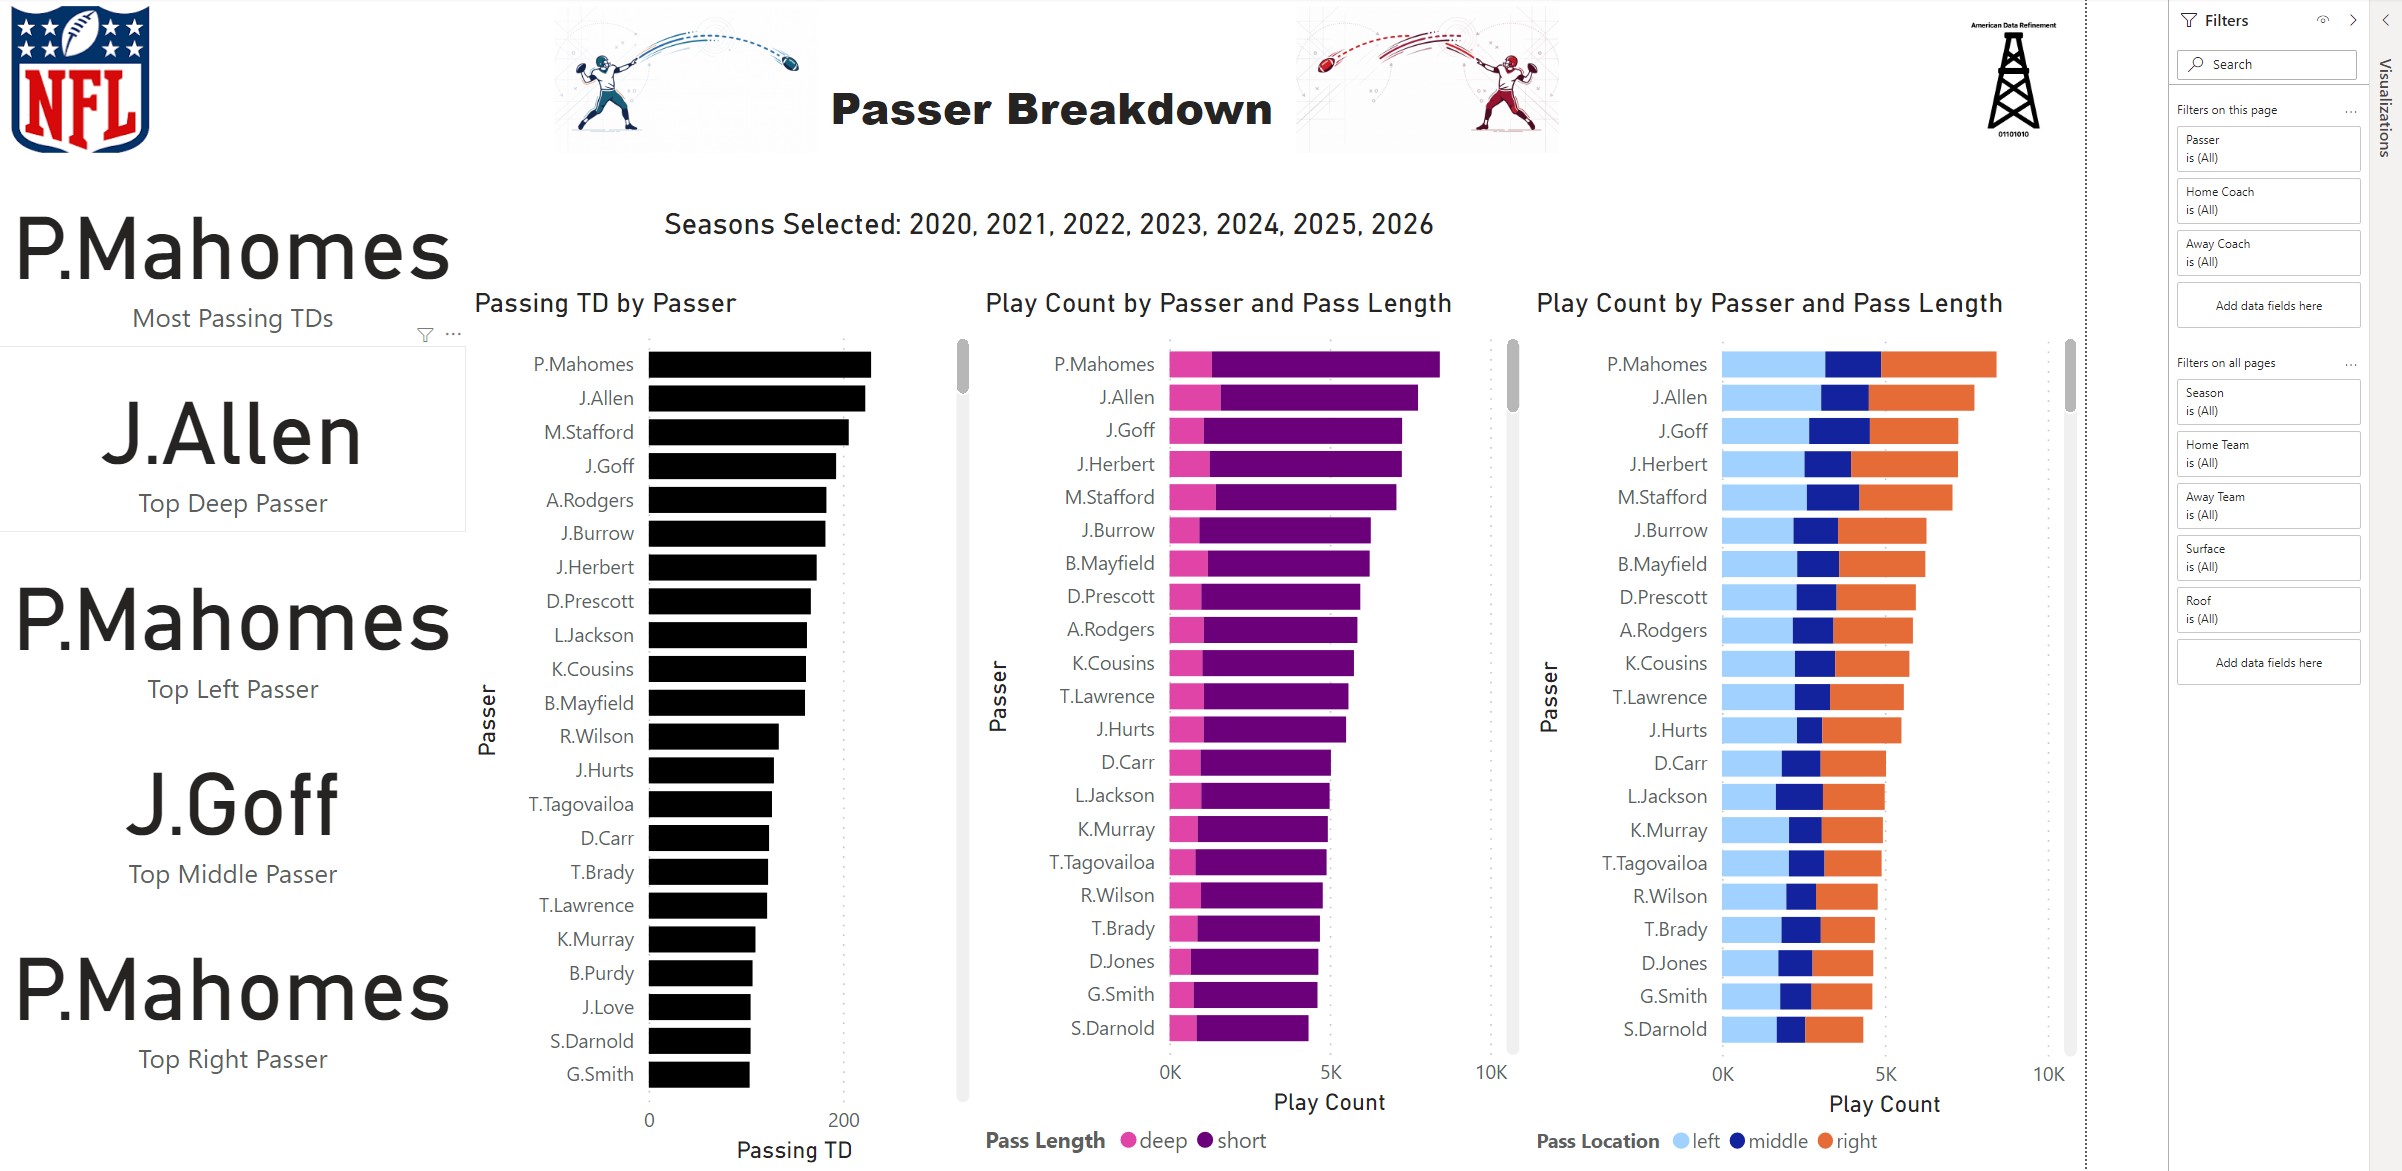 NFL
Passer Breakdown
American Data Refinement
01101010
Seasons Selected: 2020, 2021, 2022, 2023, 2024, 2025, 2026
P.Mahomes
Most Passing TDs
J.Allen
Top Deep Passer
P.Mahomes
Top Left Passer
J.Goff
Top Middle Passer
P.Mahomes
Top Right Passer
Passing TD by Passer
Passer
P.Mahomes
J.Allen
M.Stafford
J.Goff
A.Rodgers
J.Burrow
J.Herbert
D.Prescott
L.Jackson
K.Cousins
B.Mayfield
R.Wilson
J.Hurts
T.Tagovailoa
D.Carr
T.Brady
T.Lawrence
K.Murray
B.Purdy
J.Love
S.Darnold
G.Smith
0 200
Passing TD
Play Count by Passer and Pass Length
Passer
P.Mahomes
J.Allen
J.Goff
J.Herbert
M.Stafford
J.Burrow
B.Mayfield
D.Prescott
A.Rodgers
K.Cousins
T.Lawrence
J.Hurts
D.Carr
L.Jackson
K.Murray
T.Tagovailoa
R.Wilson
T.Brady
D.Jones
G.Smith
S.Darnold
0K 5K 10K
Play Count
Pass Length deep short
Play Count by Passer and Pass Length
Passer
P.Mahomes
J.Allen
J.Goff
J.Herbert
M.Stafford
J.Burrow
B.Mayfield
D.Prescott
A.Rodgers
K.Cousins
T.Lawrence
J.Hurts
D.Carr
L.Jackson
K.Murray
T.Tagovailoa
R.Wilson
T.Brady
D.Jones
G.Smith
S.Darnold
0K 5K 10K
Play Count
Pass Location left middle right
Filters
Search
Filters on this page
Passer
is (All)
Home Coach
is (All)
Away Coach
is (All)
Add data fields here
Filters on all pages
Season
is (All)
Home Team
is (All)
Away Team
is (All)
Surface
is (All)
Roof
is (All)
Add data fields here
Visualizations